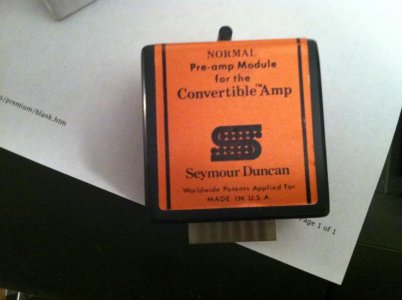 NORMAL
Pre-amp Module
for the
Convertible™Amp
Seymour Duncan
Worldwide Patents Applied For
MADE IN U.S.A
s/premium/blank.htm
Page 1 of 1